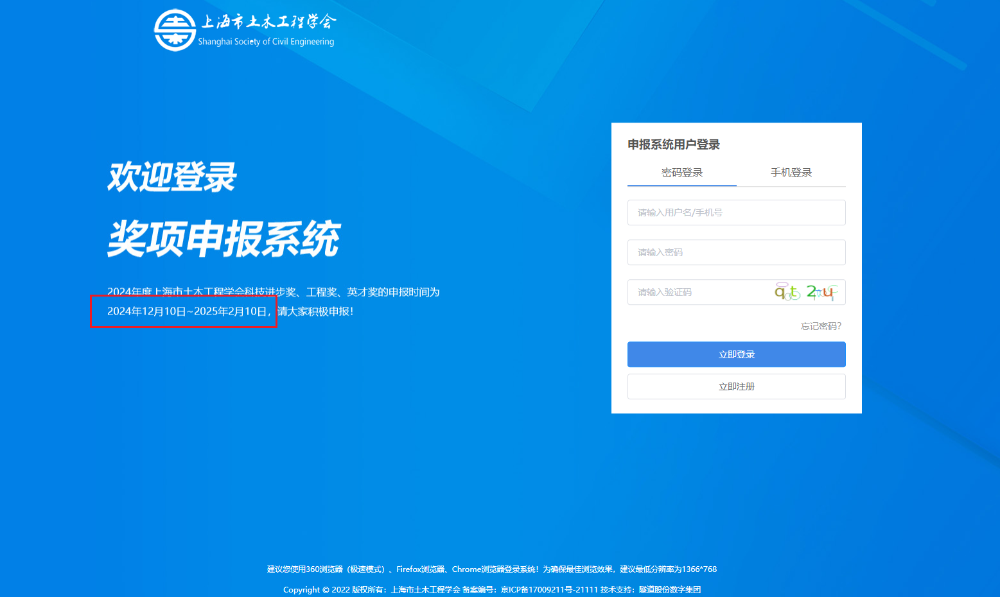 上海市土木工程学会
Shanghai Society of Civil Engineering
欢迎登录
奖项申报系统
2024年度上海市土木工程学会科技进步奖、工程奖、英才奖的申报时间为
2024年12月10日~2025年2月10日，请大家积极申报！
申报系统用户登录
密码登录 手机登录
请输入用户名/手机号
请输入密码
请输入验证码 qt2u
忘记密码?
立即登录
立即注册
建议您使用360浏览器（极速模式）、Firefox浏览器、Chrome浏览器登录系统！为确保最佳浏览效果，建议最低分辨率为1366*768
Copyright © 2022 版权所有：上海市土木工程学会 备案编号：京ICP备17009211号-21111 技术支持：隧道股份数字集团